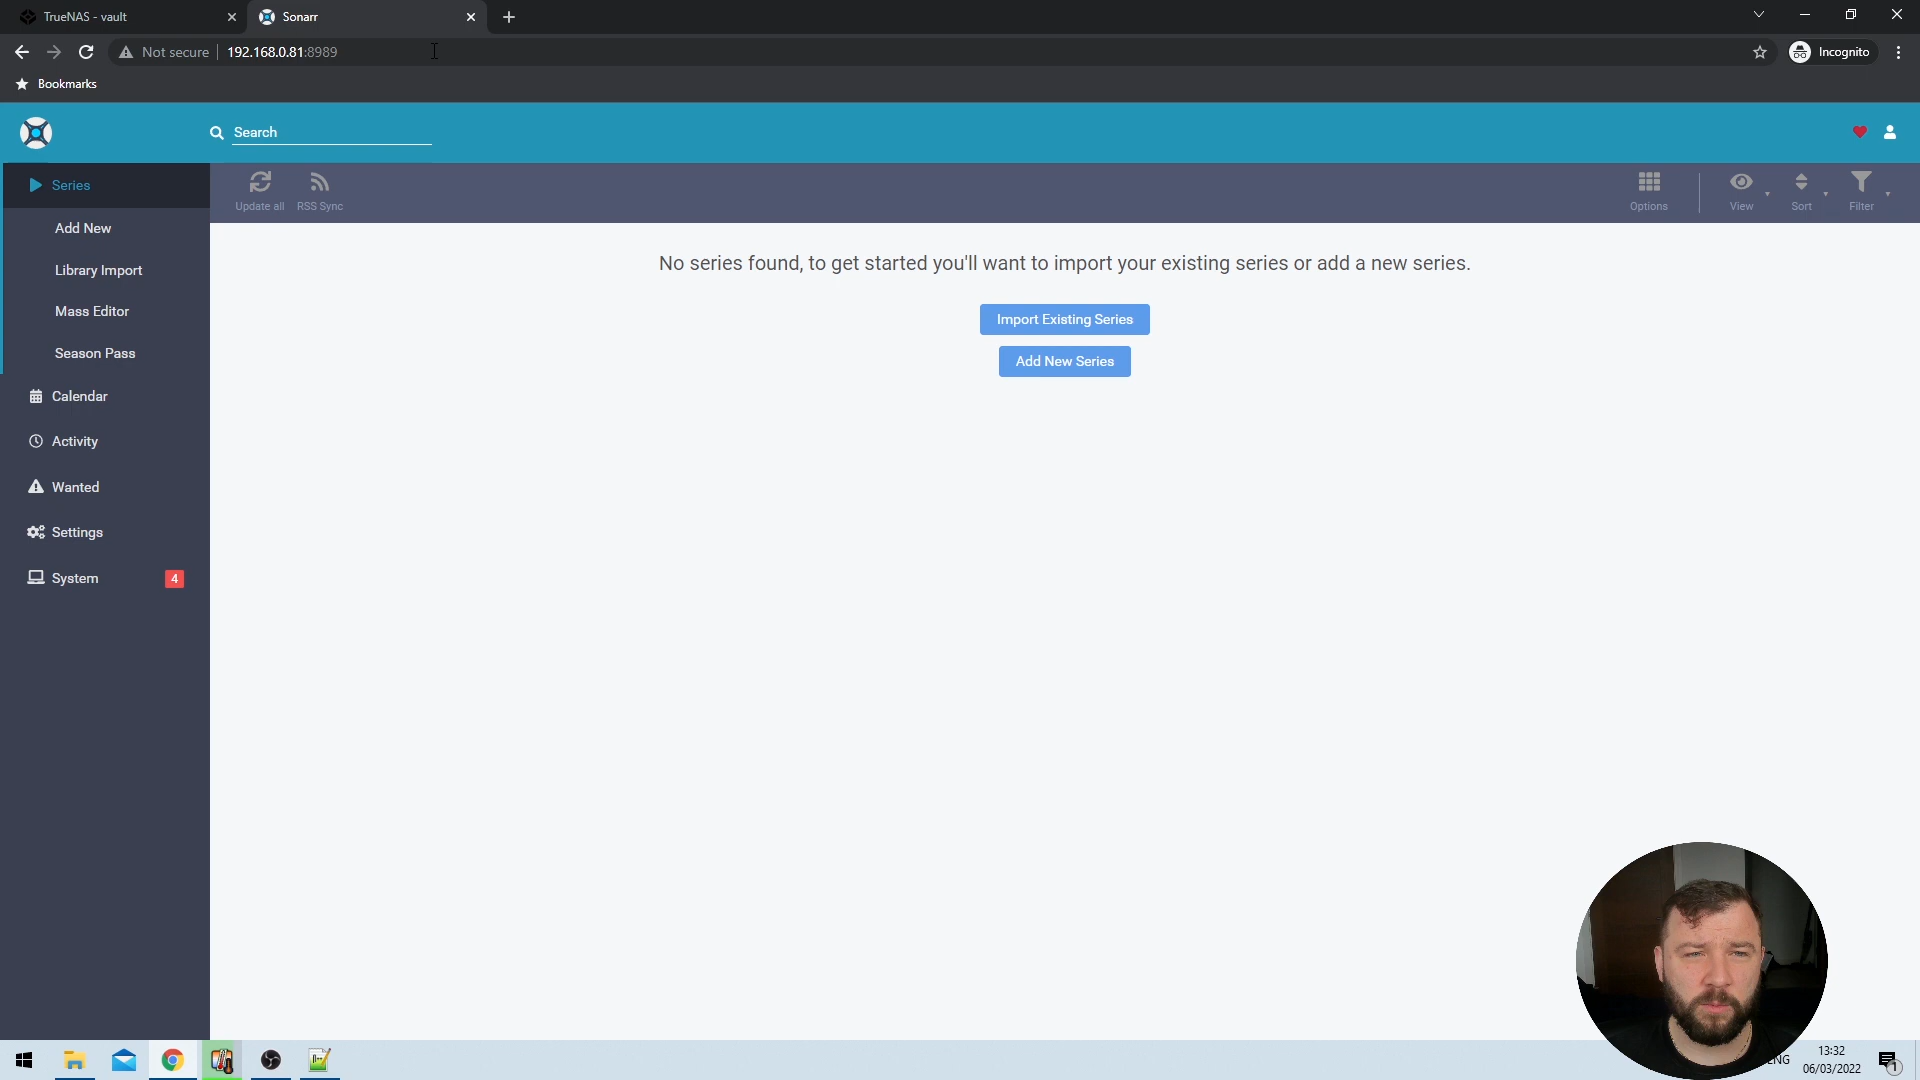 TrueNAS - vault
Sonarr
Not secure
192.168.0.81:8989
Incognito
Bookmarks
Search
Series
Add New
Library Import
Mass Editor
Season Pass
Calendar
Activity
Wanted
Settings
System
4
Update all
RSS Sync
Options
View
Sort
Filter
No series found, to get started you'll want to import your existing series or add a new series.
Import Existing Series
Add New Series
13:32
06/03/2022
1